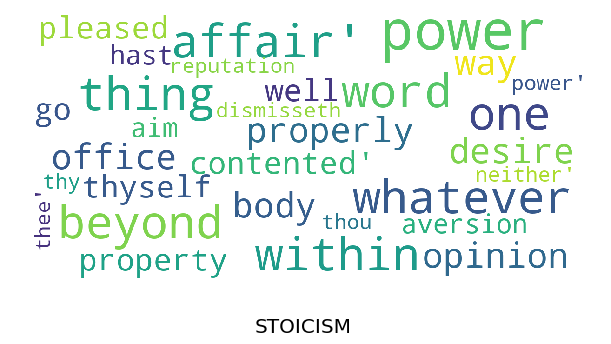 pleased
affair'
power
hast
reputation
way
thing
well
word
power'
go
dismisseth
one
aim
properly
office
contented'
desire
neither'
thy
thyself
whatever
thee'
body
beyond
thou
aversion
property
within
opinion
STOICISM